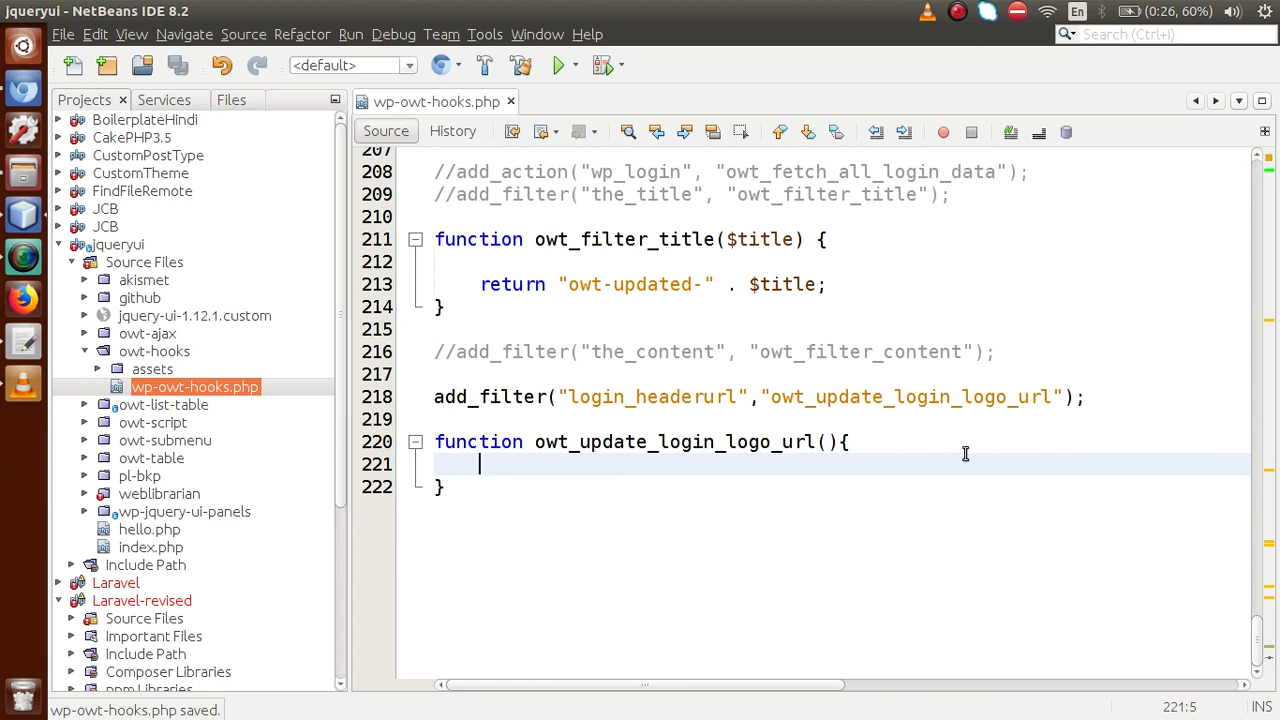 jqueryui - NetBeans IDE 8.2
En
(0:26, 60%)
File Edit View Navigate Source Refactor Run Debug Team Tools Window Help
Search (Ctrl+I)
<default>
Projects
Services
Files
wp-owt-hooks.php
Source
History
BoilerplateHindi
CakePHP3.5
CustomPostType
CustomTheme
FindFileRemote
JCB
JCB
jqueryui
Source Files
akismet
github
jquery-ui-1.12.1.custom
owt-ajax
owt-hooks
assets
wp-owt-hooks.php
owt-list-table
owt-script
owt-submenu
owt-table
pl-bkp
weblibrarian
wp-jquery-ui-panels
hello.php
index.php
Include Path
Laravel
Laravel-revised
Source Files
Important Files
Include Path
Composer Libraries
npm Libraries
207
208 //add_action("wp_login", "owt_fetch_all_login_data");
209 //add_filter("the_title", "owt_filter_title");
210
211 function owt_filter_title($title) {
212
213 return "owt-updated-" . $title;
214 }
215
216 //add_filter("the_content", "owt_filter_content");
217
218 add_filter("login_headerurl","owt_update_login_logo_url");
219
220 function owt_update_login_logo_url(){
221
222 }
wp-owt-hooks.php saved.
221:5
INS